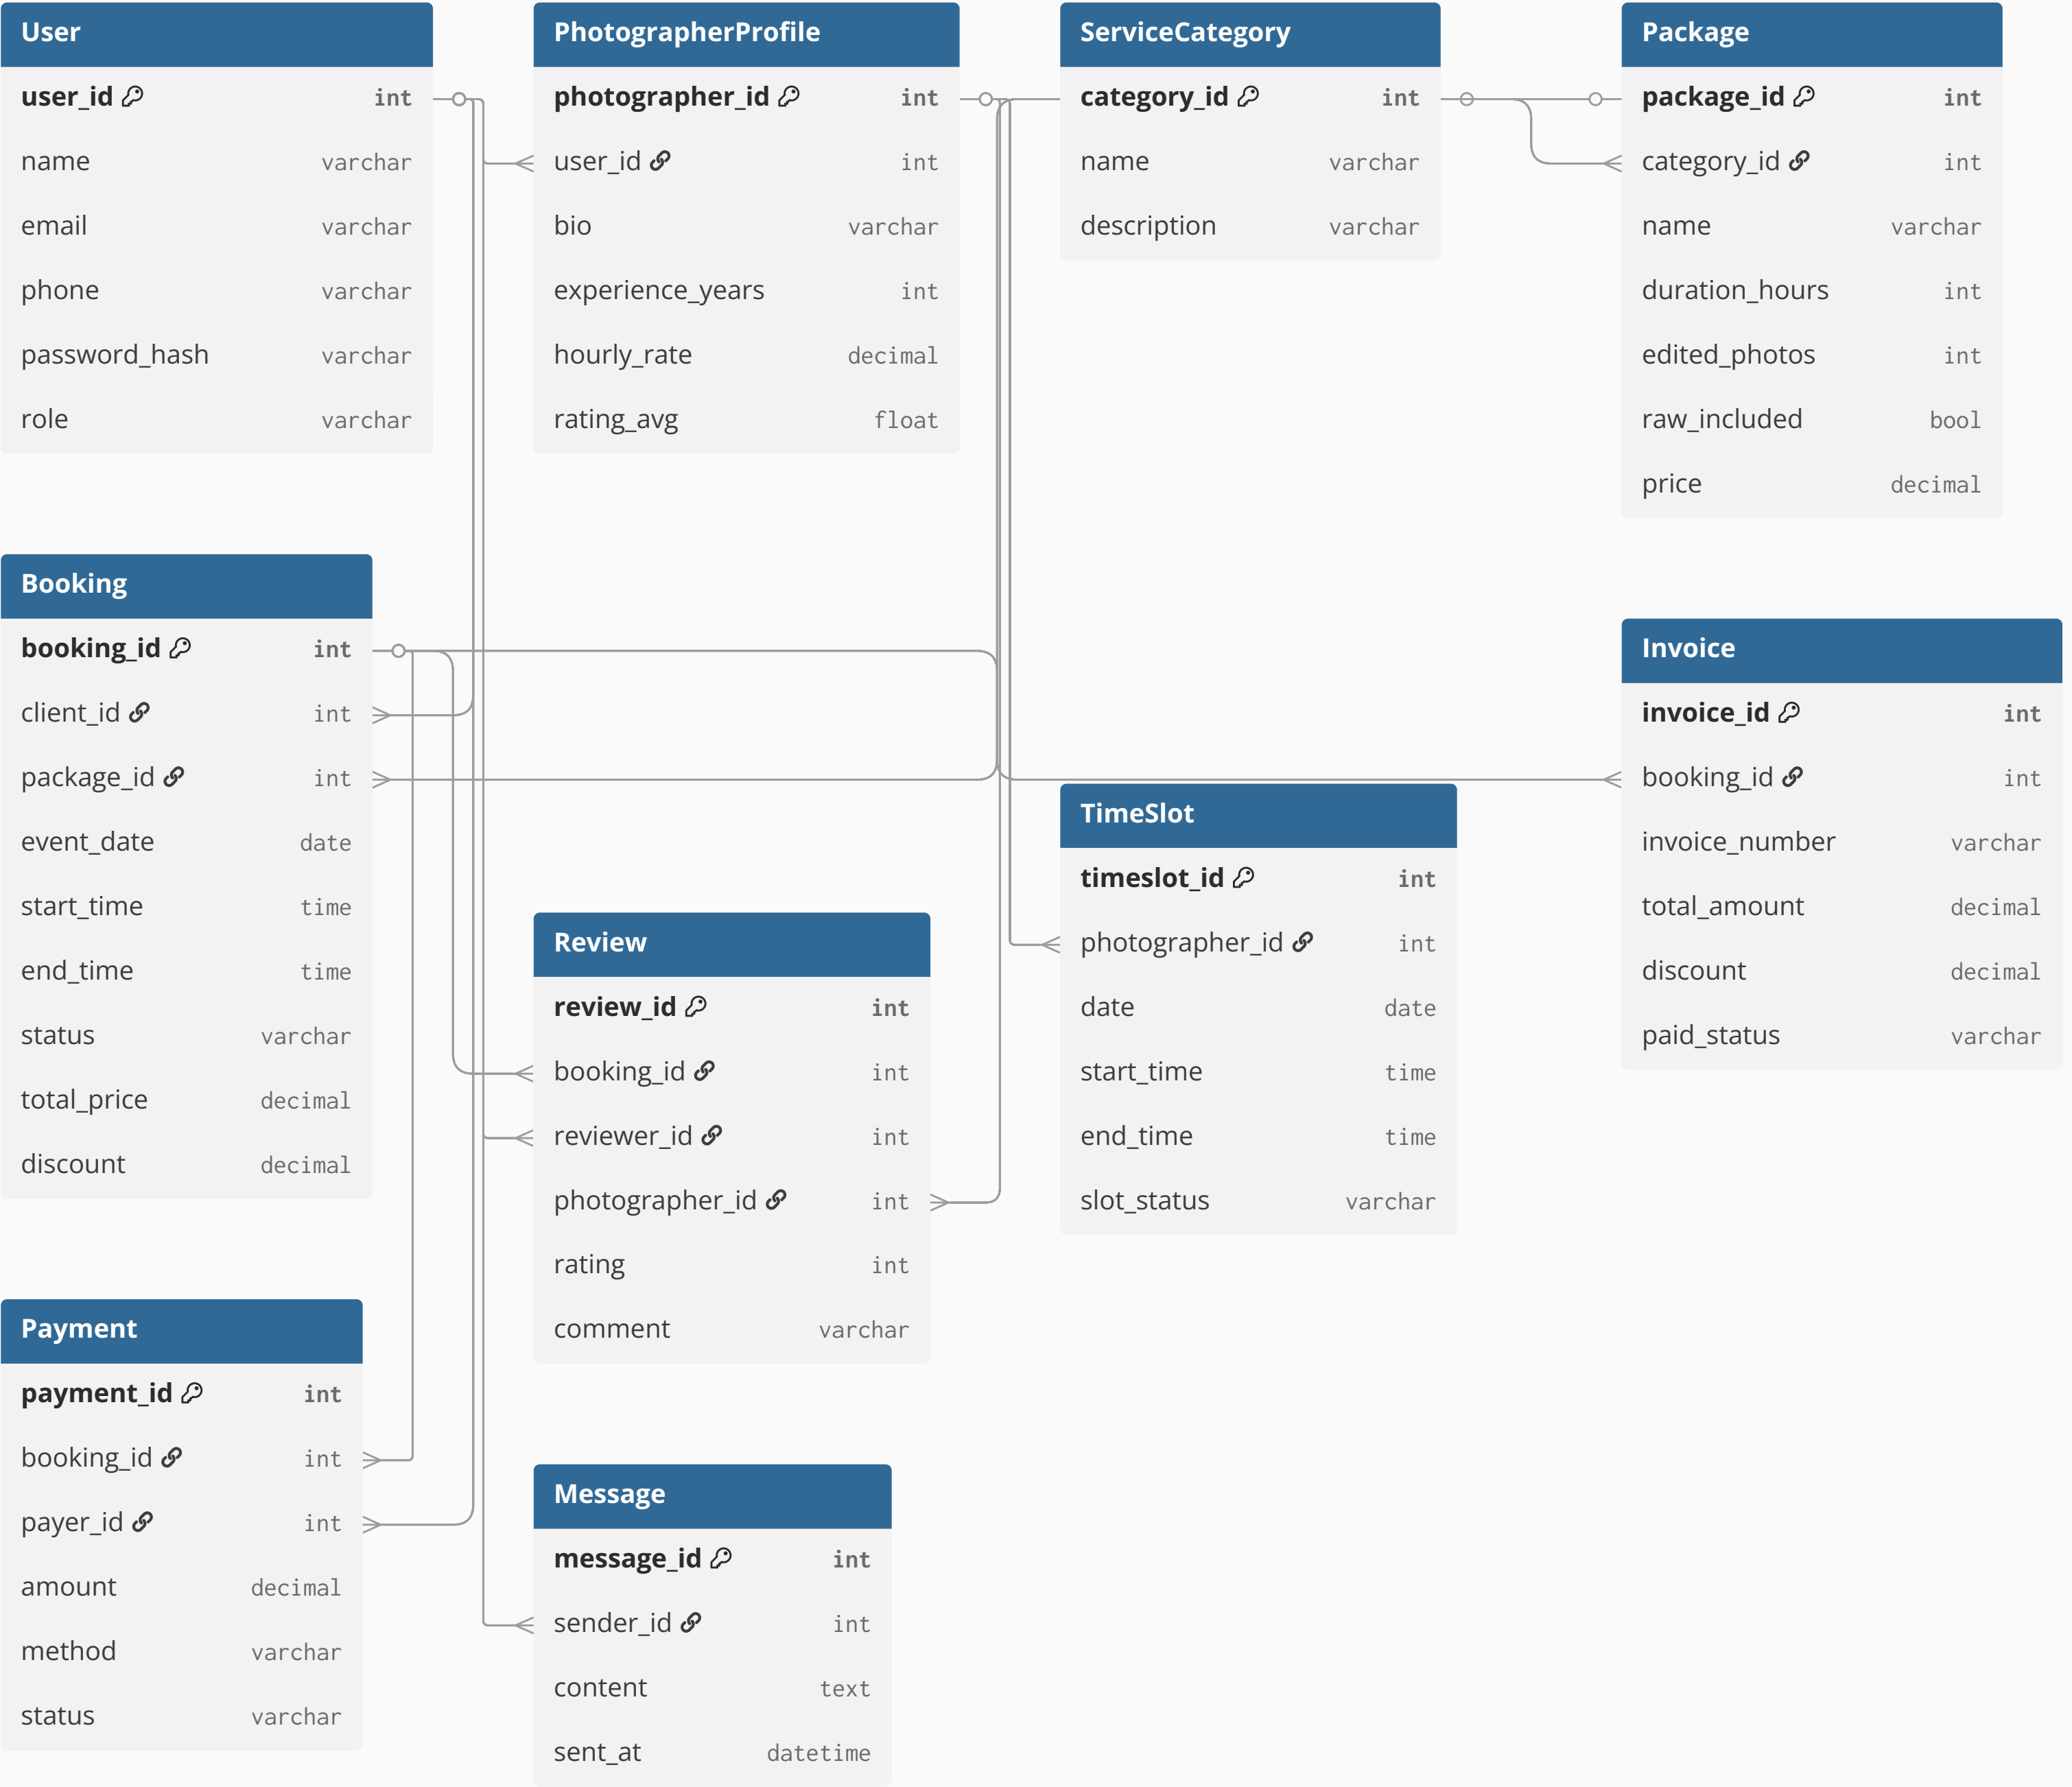 User
user_id int
name varchar
email varchar
phone varchar
password_hash varchar
role varchar
PhotographerProfile
photographer_id int
user_id int
bio varchar
experience_years int
hourly_rate decimal
rating_avg float
ServiceCategory
category_id int
name varchar
description varchar
Package
package_id int
category_id int
name varchar
duration_hours int
edited_photos int
raw_included bool
price decimal
Booking
booking_id int
client_id int
package_id int
event_date date
start_time time
end_time time
status varchar
total_price decimal
discount decimal
Invoice
invoice_id int
booking_id int
invoice_number varchar
total_amount decimal
discount decimal
paid_status varchar
TimeSlot
timeslot_id int
photographer_id int
date date
start_time time
end_time time
slot_status varchar
Review
review_id int
booking_id int
reviewer_id int
photographer_id int
rating int
comment varchar
Payment
payment_id int
booking_id int
payer_id int
amount decimal
method varchar
status varchar
Message
message_id int
sender_id int
content text
sent_at datetime